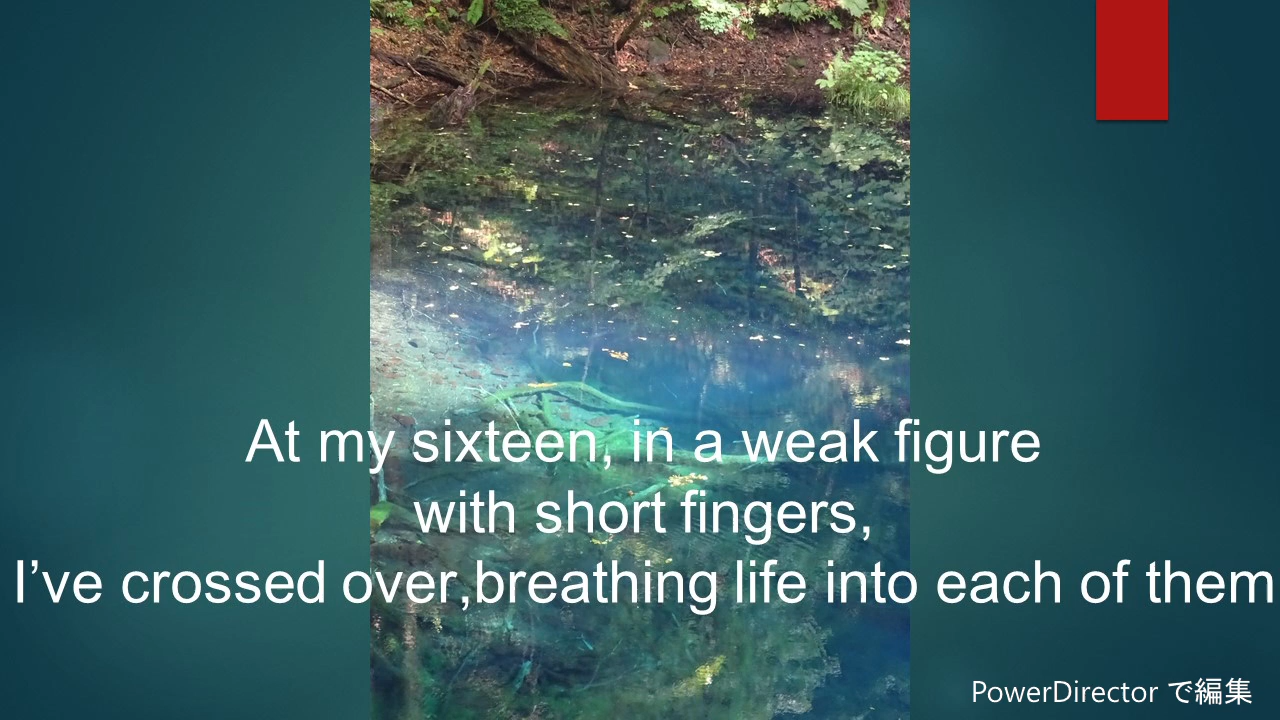 At my sixteen, in a weak figure
with short fingers,
I’ve crossed over,breathing life into each of them
PowerDirector で編集